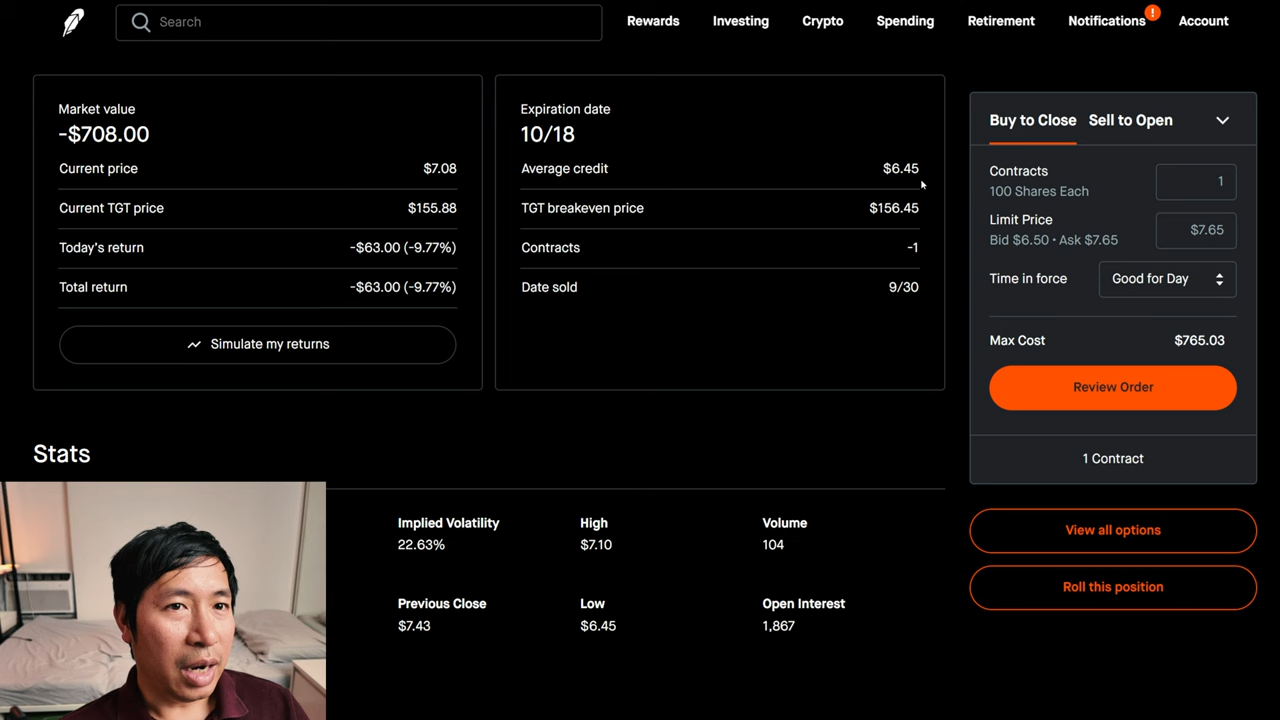 Search
Rewards
Investing
Crypto
Spending
Retirement
Notifications
!
Account
Market value
-$708.00
Current price $7.08
Current TGT price $155.88
Today's return -$63.00 (-9.77%)
Total return -$63.00 (-9.77%)
Simulate my returns
Expiration date
10/18
Average credit $6.45
TGT breakeven price $156.45
Contracts -1
Date sold 9/30
Buy to Close Sell to Open
Contracts
100 Shares Each
1
Limit Price
Bid $6.50 · Ask $7.65
$7.65
Time in force Good for Day
Max Cost $765.03
Review Order
1 Contract
View all options
Roll this position
Stats
Implied Volatility
22.63%
High
$7.10
Volume
104
Previous Close
$7.43
Low
$6.45
Open Interest
1,867